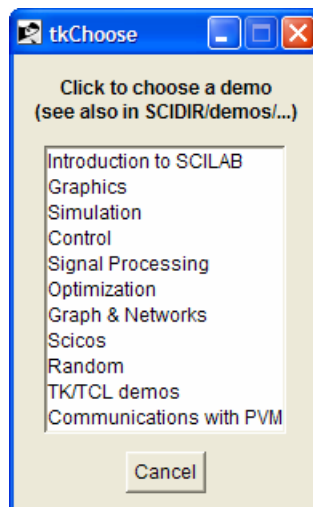 tkChoose
Click to choose a demo
(see also in SCIDIR/demos/...)
Introduction to SCILAB
Graphics
Simulation
Control
Signal Processing
Optimization
Graph & Networks
Scicos
Random
TK/TCL demos
Communications with PVM
Cancel